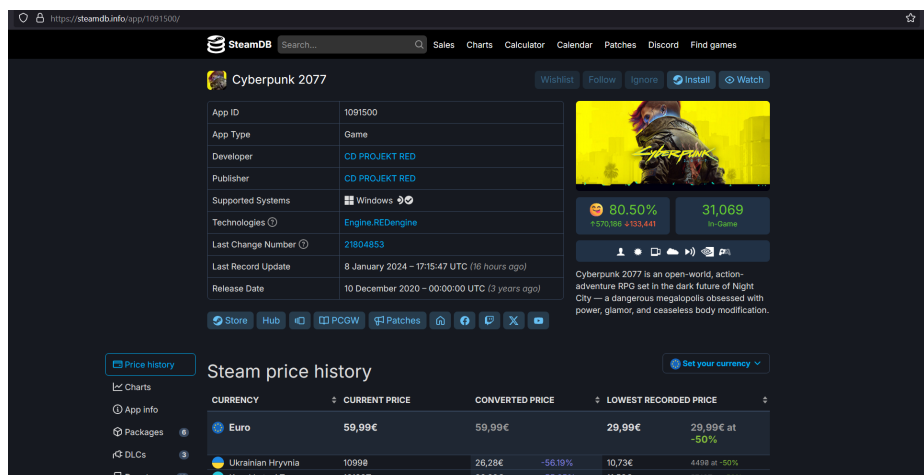 https://steamdb.info/app/1091500/
SteamDB Search... Sales Charts Calculator Calendar Patches Discord Find games
Cyberpunk 2077 Wishlist Follow Ignore Install Watch
App ID 1091500
App Type Game
Developer CD PROJEKT RED
Publisher CD PROJEKT RED
Supported Systems Windows
Technologies Engine.REDengine
Last Change Number 21804853
Last Record Update 8 January 2024 – 17:15:47 UTC (16 hours ago)
Release Date 10 December 2020 – 00:00:00 UTC (3 years ago)
CYBERPUNK
80.50% 31,069
↑570,186 ↓133,441 In-Game
Cyberpunk 2077 is an open-world, action-
adventure RPG set in the dark future of Night
City — a dangerous megalopolis obsessed with
power, glamor, and ceaseless body modification.
Store Hub PCGW Patches
Price history
Charts
App info
Packages 6
DLCs 3
Steam price history Set your currency
CURRENCY CURRENT PRICE CONVERTED PRICE LOWEST RECORDED PRICE
Euro 59,99€ 59,99€ 29,99€ 29,99€ at
-50%
Ukrainian Hryvnia 1099₴ 26,28€ -56.19% 10,73€ 449₴ at -50%